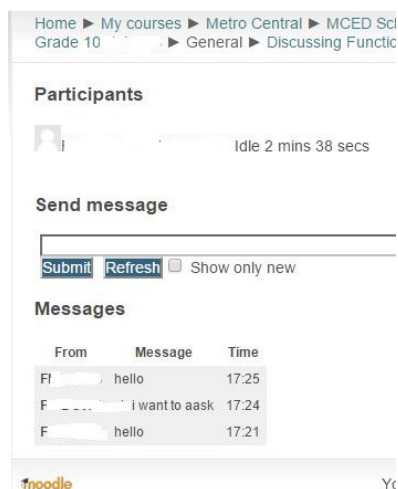 Home ► My courses ► Metro Central ► MCED Sc
Grade 10 ► General ► Discussing Functio
Participants
Idle 2 mins 38 secs
Send message
Submit Refresh Show only new
Messages
From Message Time
hello 17:25
i want to aask 17:24
F hello 17:21
moodle Yo